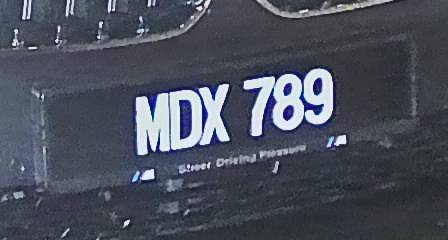 MDX 789
Sheer Driving Pleasure